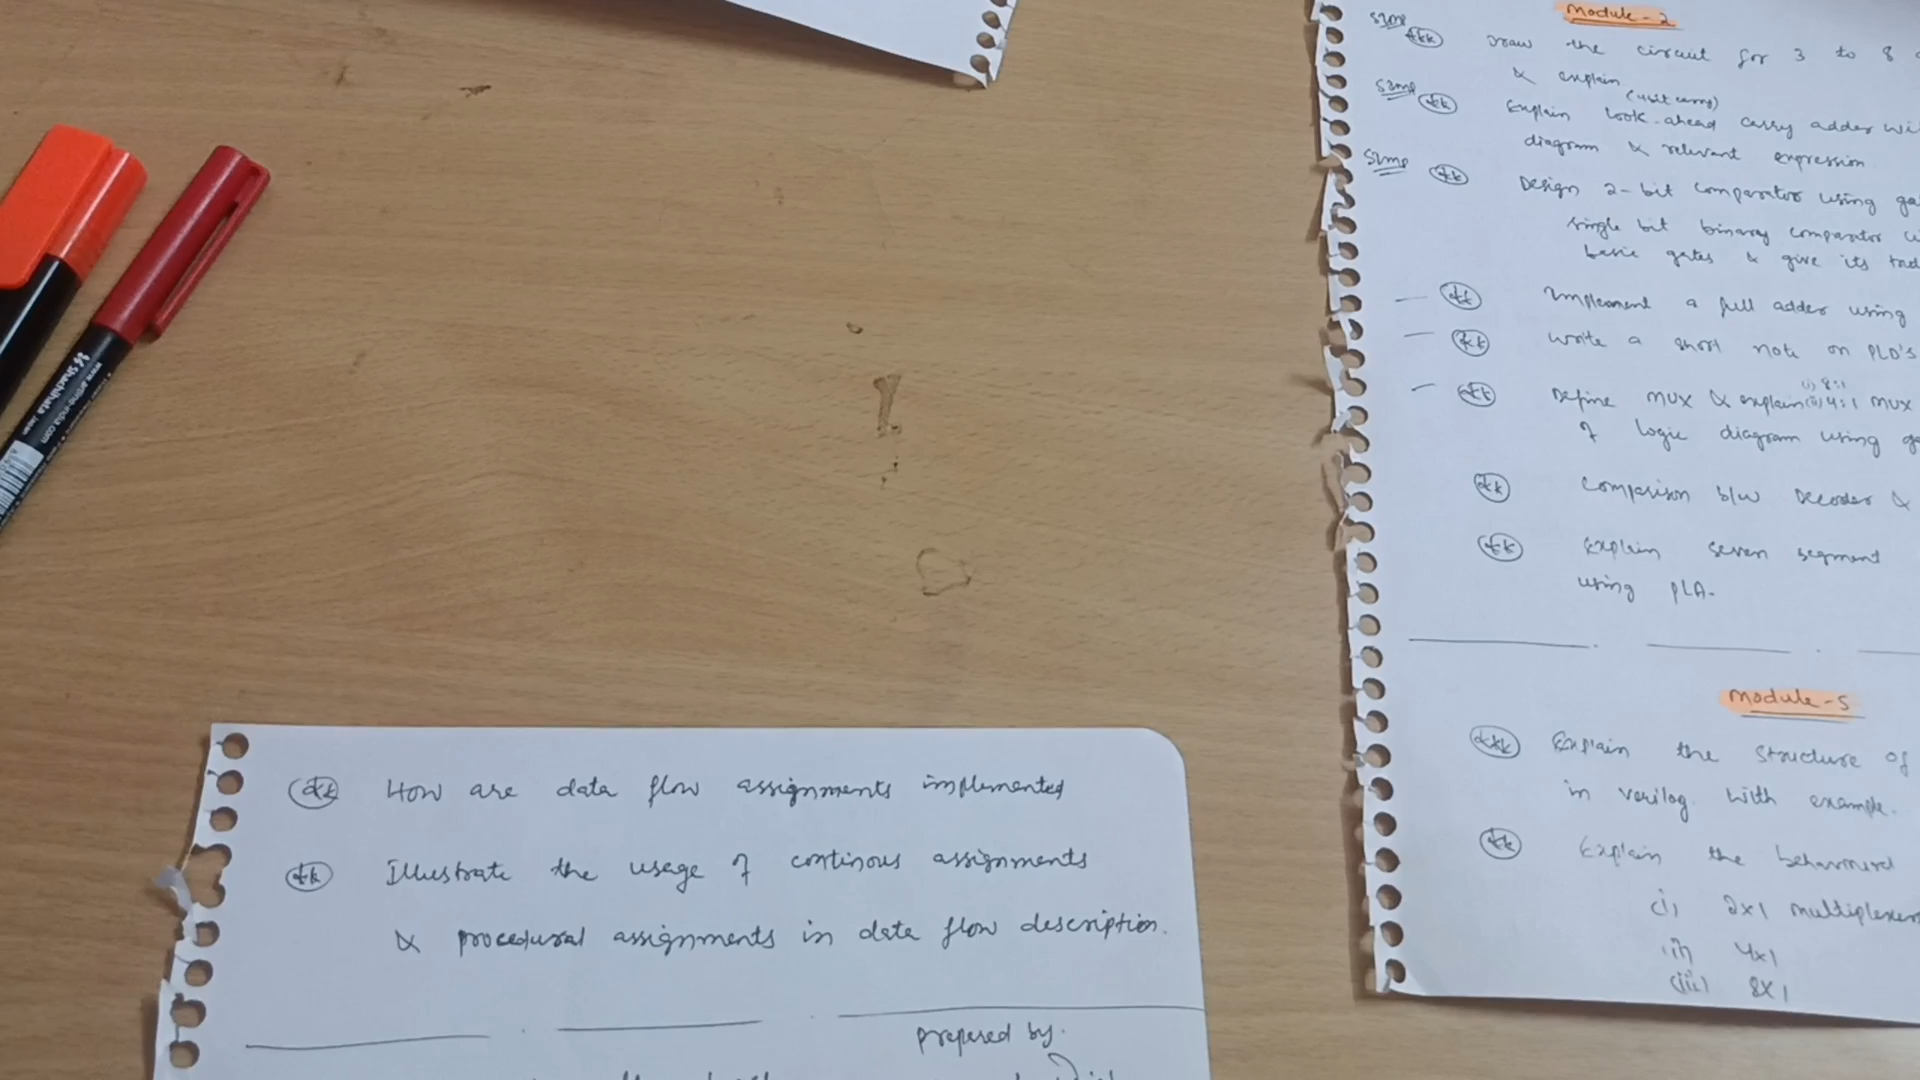 How are data flow assignments implemented
Illustrate the usage of continous assignments
& procedural assignments in data flow description.
prepared by.
Module - 2
Draw the circuit for 3 to 8
& explain
Explain look-ahead carry adder
diagram & relevant expression
Design 2-bit comparator using
single bit binary comparator
basic gates & give its
Implement a full adder using
write a short note on PLD's
(i) 8:1
Define MUX & explain (ii) 4:1 MUX
of logic diagram using
Comparison b/w Decoder &
Explain seven segment
using PLA.
Module - 5
Explain the structure of
in verilog. with example.
Explain the
(i) 2x1 multiplexer
(ii) 4x1
(iii) 8x1
Shachihata
www.artline-india.com